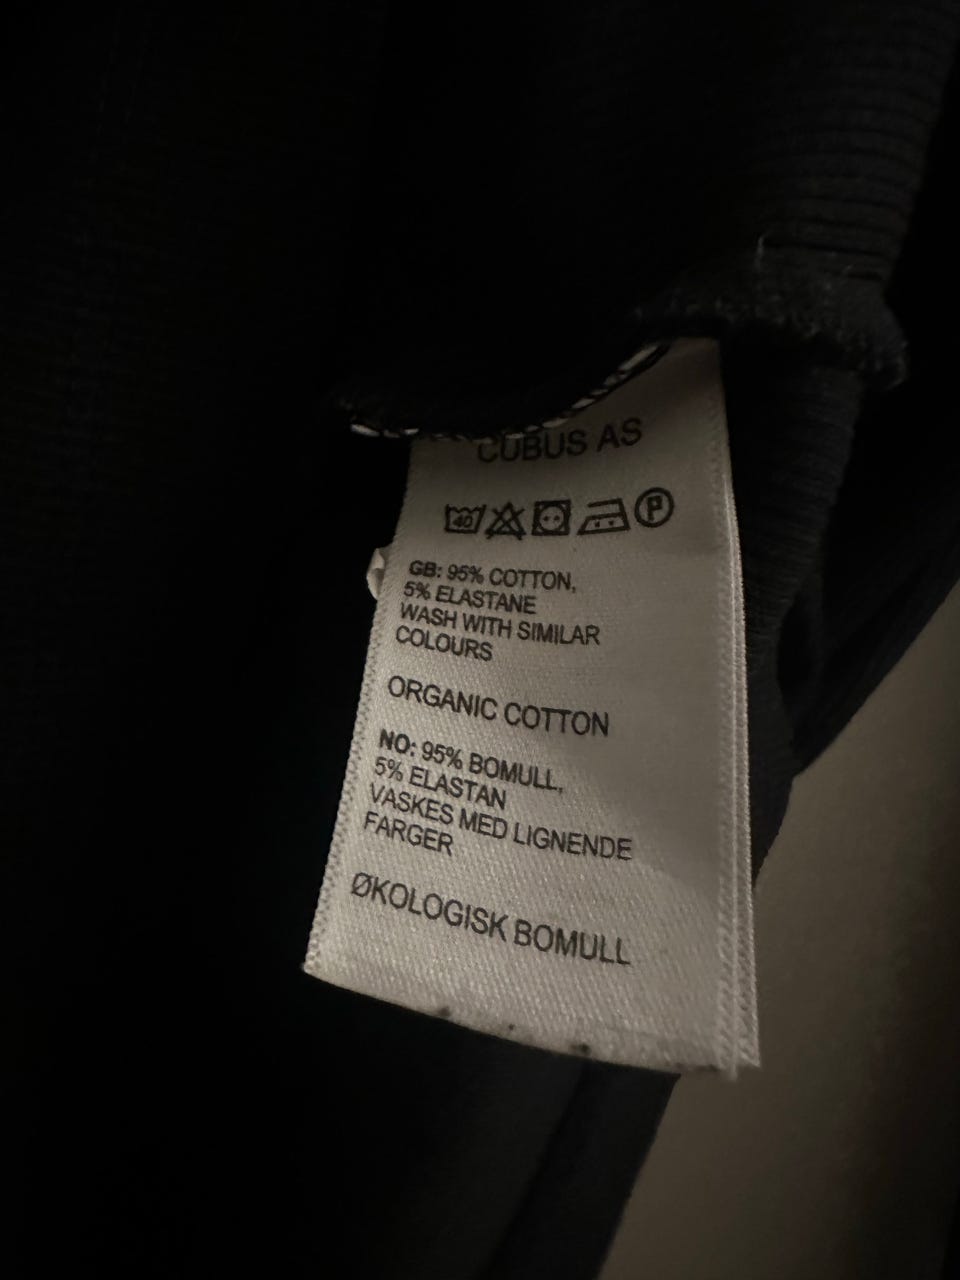 CUBUS AS
40 P
GB: 95% COTTON,
5% ELASTANE
WASH WITH SIMILAR
COLOURS
ORGANIC COTTON
NO: 95% BOMULL,
5% ELASTAN
VASKES MED LIGNENDE
FARGER
ØKOLOGISK BOMULL